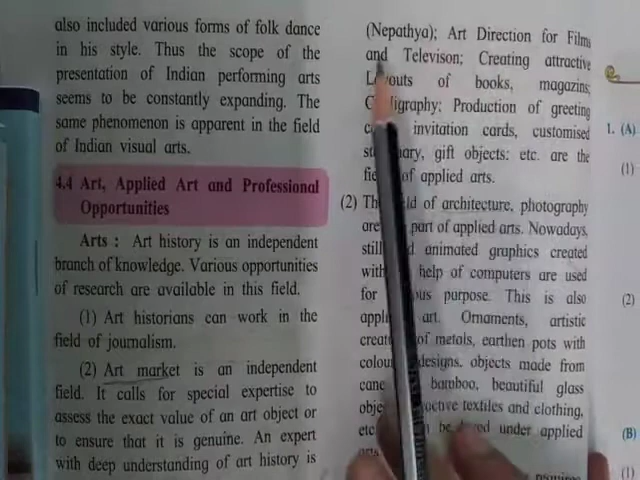 also included various forms of folk dance
in his style. Thus the scope of the
presentation of Indian performing arts
seems to be constantly expanding. The
same phenomenon is apparent in the field
of Indian visual arts.
4.4 Art, Applied Art and Professional
Opportunities
Arts : Art history is an independent
branch of knowledge. Various opportunities
of research are available in this field.
(1) Art historians can work in the
field of journalism.
(2) Art market is an independent
field. It calls for special expertise to
assess the exact value of an art object or
to ensure that it is genuine. An expert
with deep understanding of art history is
(Nepathya); Art Direction for Films
and Televison; Creating attractive
of books, magazins;
Production of greeting
invitation cards, customised
gift objects: etc. are the
of applied arts.
(2) of architecture, photography
are part of applied arts. Nowadays,
animated graphics created
help of computers are used
for purpose. This is also
art. Ornaments, artistic
of metals, earthen pots with
designs, objects made from
cane bamboo, beautiful glass
textiles and clothing,
etc. under applied
1. (A)
(1)
(2)
(B)
(1)